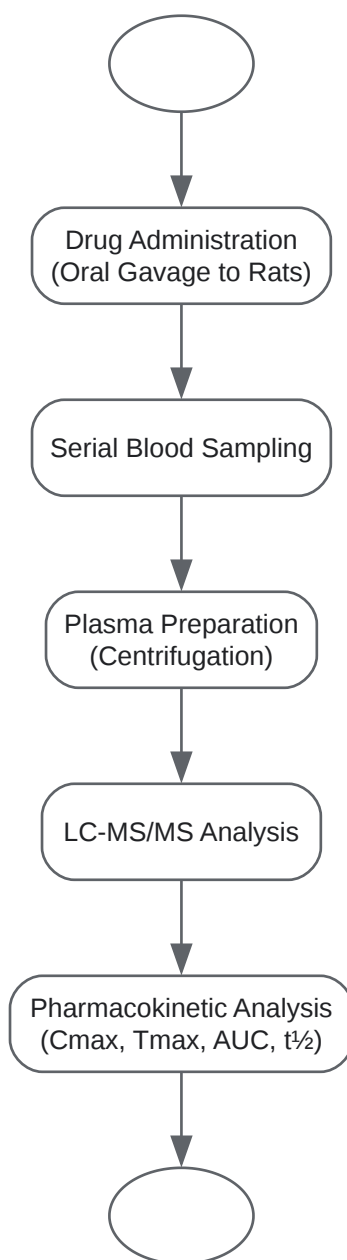 Drug Administration
(Oral Gavage to Rats)
Serial Blood Sampling
Plasma Preparation
(Centrifugation)
LC-MS/MS Analysis
Pharmacokinetic Analysis
(Cmax, Tmax, AUC, t½)